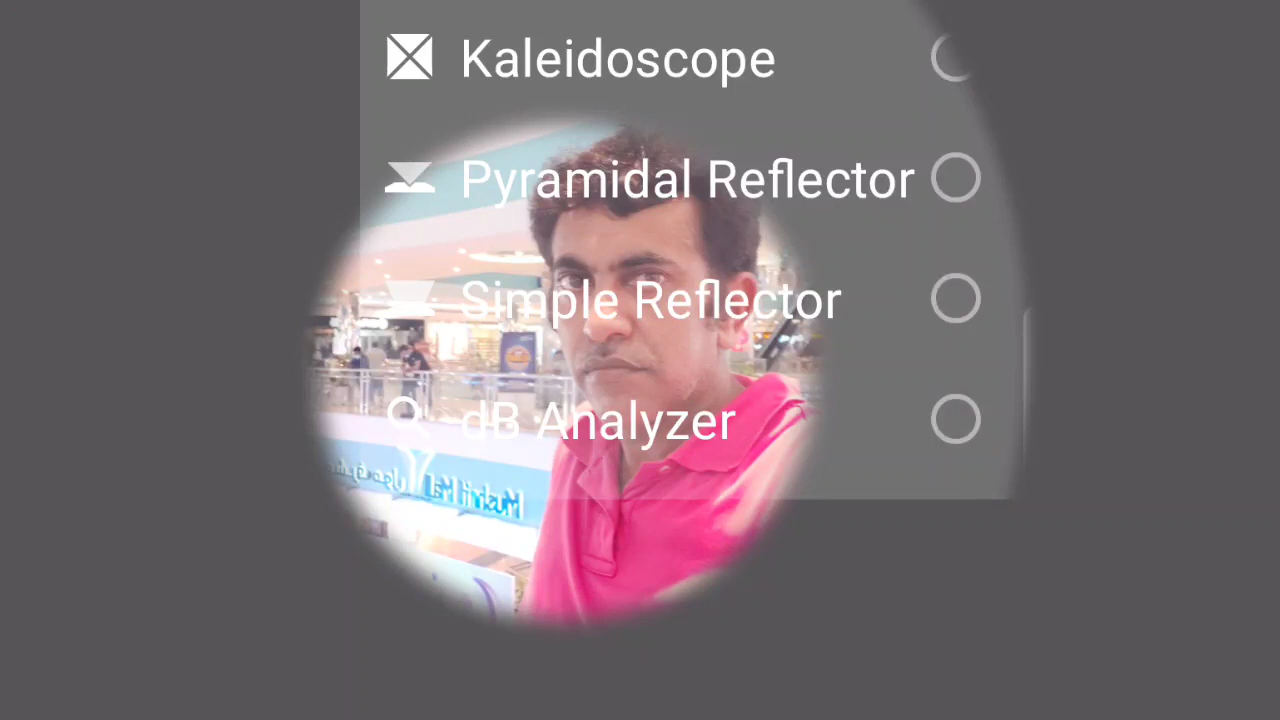 Kaleidoscope
Pyramidal Reflector
Simple Reflector
dB Analyzer